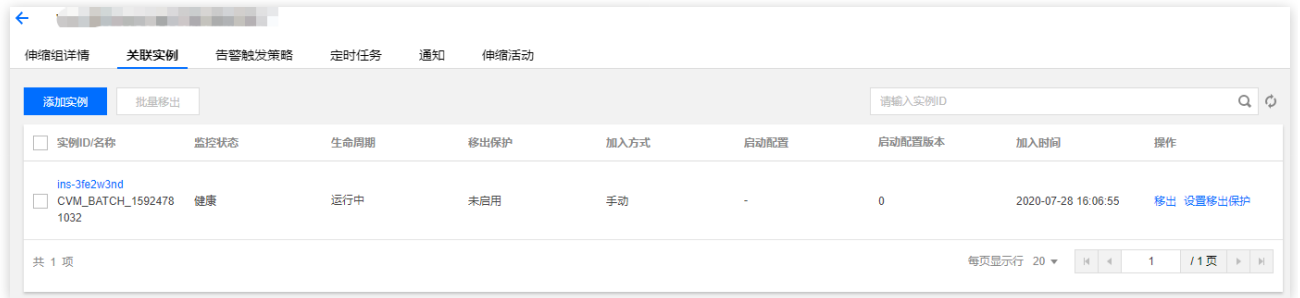 伸缩组详情 关联实例 告警触发策略 定时任务 通知 伸缩活动
添加实例 批量移出 请输入实例ID
实例ID/名称 监控状态 生命周期 移出保护 加入方式 启动配置 启动配置版本 加入时间 操作
ins-3fe2w3nd
CVM_BATCH_1592478 健康 运行中 未启用 手动 - 0 2020-07-28 16:06:55 移出 设置移出保护
1032
共 1 项 每页显示行 20 1 / 1 页